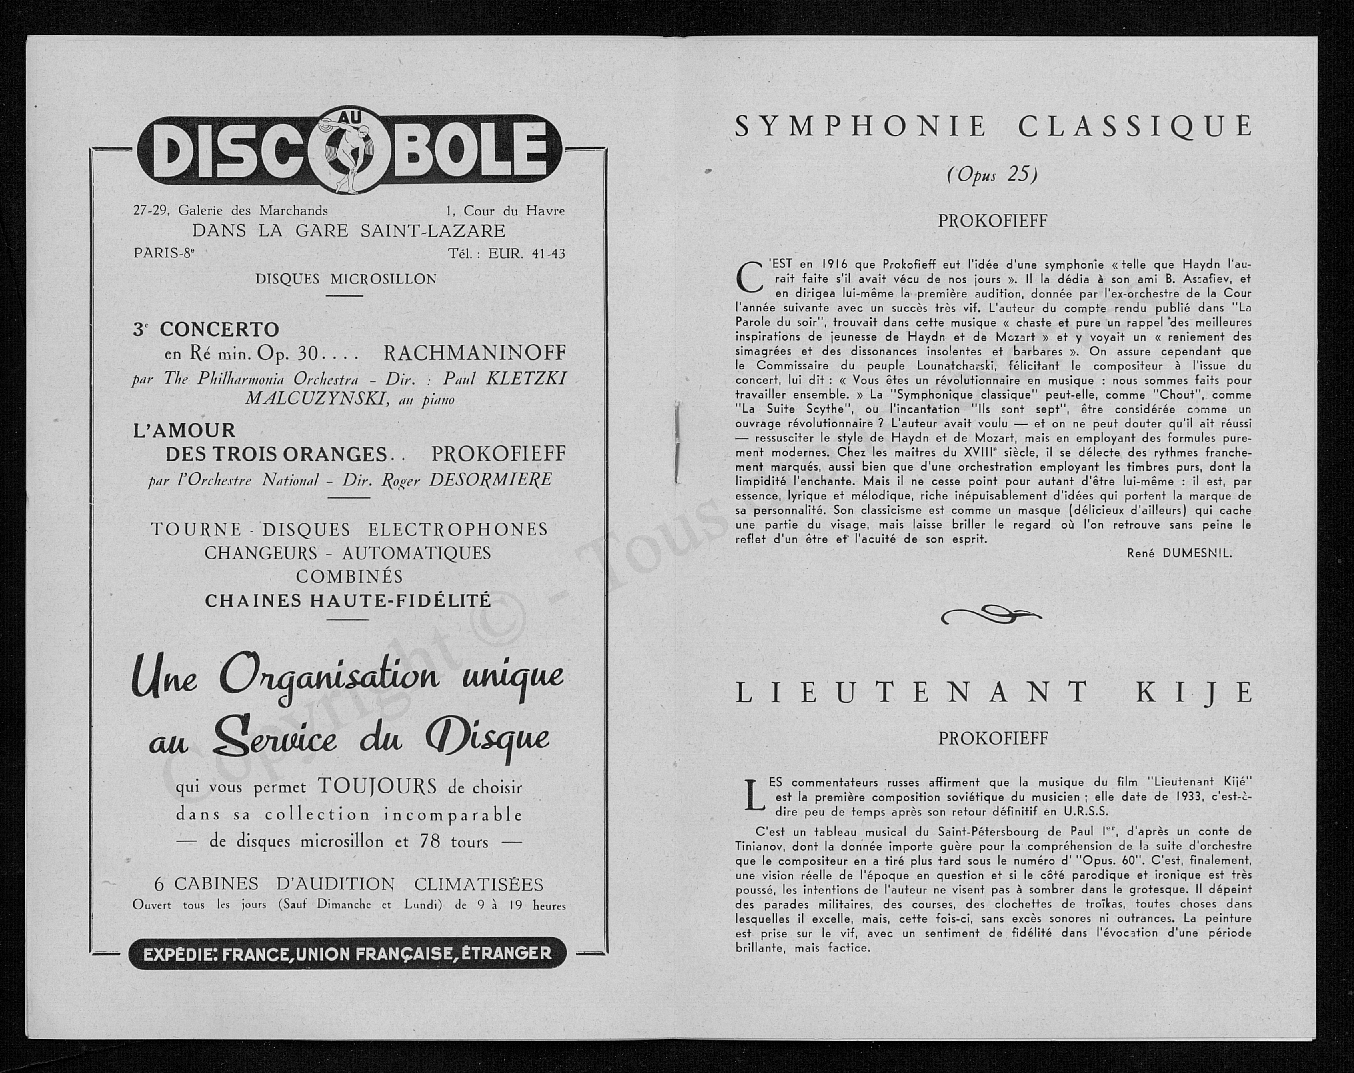 AU
DISCOBOLE
27-29, Galerie des Marchands 1, Cour du Havre
DANS LA GARE SAINT-LAZARE
PARIS-8e Tél. : EUR. 41-43
DISQUES MICROSILLON
3e CONCERTO
en Ré min. Op. 30.... RACHMANINOFF
par The Philharmonia Orchestra - Dir. : Paul KLETZKI
MALCUZYNSKI, au piano
L'AMOUR
DES TROIS ORANGES.. PROKOFIEFF
par l'Orchestre National - Dir. Roger DESORMIERE
TOURNE - DISQUES ELECTROPHONES
CHANGEURS - AUTOMATIQUES
COMBINÉS
CHAINES HAUTE-FIDÉLITÉ
Une Organisation unique
au Service du Disque
qui vous permet TOUJOURS de choisir
dans sa collection incomparable
— de disques microsillon et 78 tours —
6 CABINES D'AUDITION CLIMATISÉES
Ouvert tous les jours (Sauf Dimanche et Lundi) de 9 à 19 heures
EXPÉDIE: FRANCE, UNION FRANÇAISE, ÉTRANGER
SYMPHONIE CLASSIQUE
(Opus 25)
PROKOFIEFF
C'EST en 1916 que Prokofieff eut l'idée d'une symphonie « telle que Haydn l'au-
rait faite s'il avait vécu de nos jours ». Il la dédia à son ami B. Astafiev, et
en dirigea lui-même la première audition, donnée par l'ex-orchestre de la Cour
l'année suivante avec un succès très vif. L'auteur du compte rendu publié dans "La
Parole du soir", trouvait dans cette musique « chaste et pure un rappel des meilleures
inspirations de jeunesse de Haydn et de Mozart » et y voyait un « reniement des
simagrées et des dissonances insolentes et barbares ». On assure cependant que
le Commissaire du peuple Lounatcharski, félicitant le compositeur à l'issue du
concert, lui dit : « Vous êtes un révolutionnaire en musique : nous sommes faits pour
travailler ensemble. » La "Symphonique classique" peut-elle, comme "Chout", comme
"La Suite Scythe", ou l'incantation "Ils sont sept", être considérée comme un
ouvrage révolutionnaire ? L'auteur avait voulu — et on ne peut douter qu'il ait réussi
— ressusciter le style de Haydn et de Mozart, mais en employant des formules pure-
ment modernes. Chez les maîtres du XVIIIe siècle, il se délecte des rythmes franche-
ment marqués, aussi bien que d'une orchestration employant les timbres purs, dont la
limpidité l'enchante. Mais il ne cesse point pour autant d'être lui-même : il est, par
essence, lyrique et mélodique, riche inépuisablement d'idées qui portent la marque de
sa personnalité. Son classicisme est comme un masque (délicieux d'ailleurs) qui cache
une partie du visage, mais laisse briller le regard où l'on retrouve sans peine le
reflet d'un être et l'acuité de son esprit.
René DUMESNIL.
LIEUTENANT KIJE
PROKOFIEFF
LES commentateurs russes affirment que la musique du film "Lieutenant Kijé"
est la première composition soviétique du musicien ; elle date de 1933, c'est-à-
dire peu de temps après son retour définitif en U.R.S.S.
C'est un tableau musical du Saint-Pétersbourg de Paul Ier, d'après un conte de
Tinianov, dont la donnée importe guère pour la compréhension de la suite d'orchestre
que le compositeur en a tiré plus tard sous le numéro d' "Opus. 60". C'est, finalement,
une vision réelle de l'époque en question et si le côté parodique et ironique est très
poussé, les intentions de l'auteur ne visent pas à sombrer dans le grotesque. Il dépeint
des parades militaires, des courses, des clochettes de troïkas, toutes choses dans
lesquelles il excelle, mais, cette fois-ci, sans excès sonores ni outrances. La peinture
est prise sur le vif, avec un sentiment de fidélité dans l'évocation d'une période
brillante, mais factice.
Copyright © - Tous